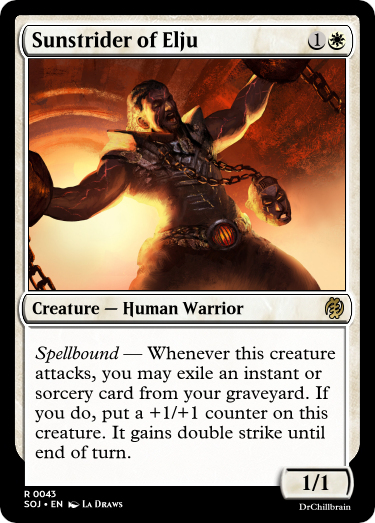 Sunstrider of Elju 1
Creature — Human Warrior
Spellbound — Whenever this creature
attacks, you may exile an instant or
sorcery card from your graveyard. If
you do, put a +1/+1 counter on this
creature. It gains double strike until
end of turn.
1/1
R 0043
SOJ • EN La Draws
DrChillbrain